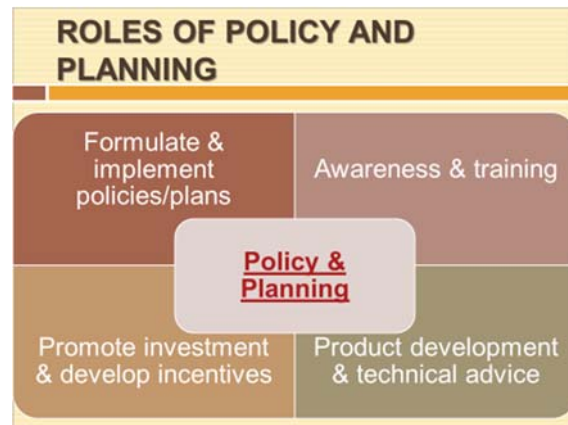 ROLES OF POLICY AND
PLANNING
Formulate &
implement
policies/plans
Awareness & training
Policy &
Planning
Promote investment
& develop incentives
Product development
& technical advice